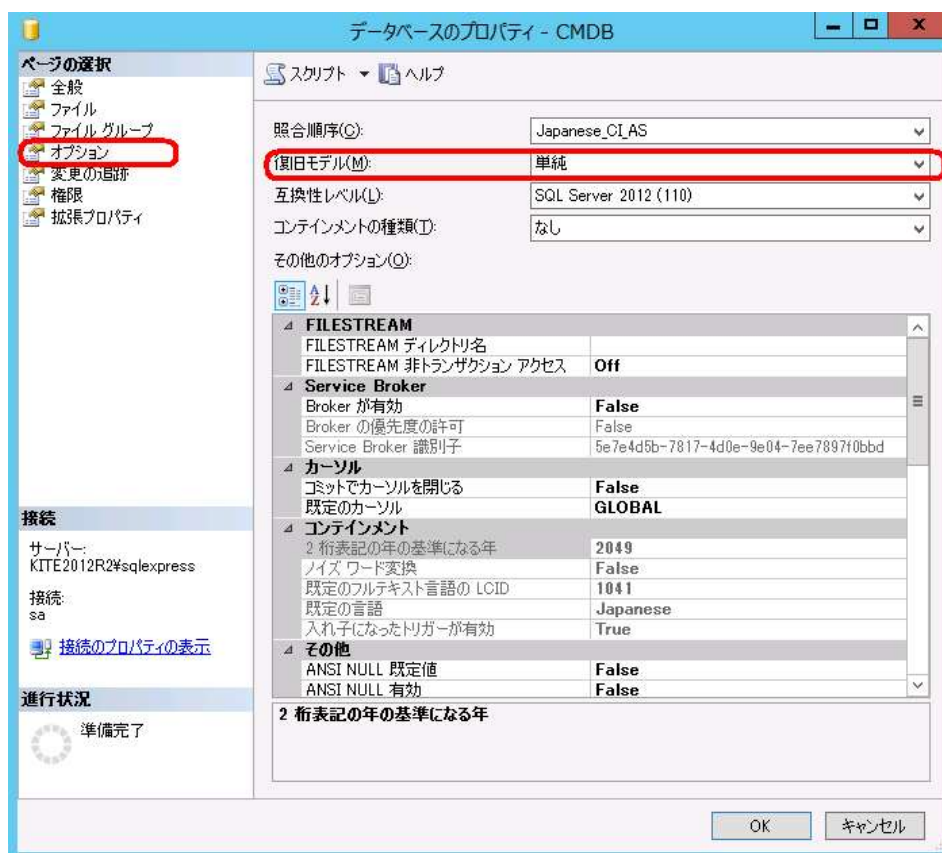 データベースのプロパティ - CMDB
ページの選択
全般
ファイル
ファイル グループ
オプション
変更の追跡
権限
拡張プロパティ
スクリプト ヘルプ
照合順序(C): Japanese_CI_AS
復旧モデル(M): 単純
互換性レベル(L): SQL Server 2012 (110)
コンテインメントの種類(T): なし
その他のオプション(O):
FILESTREAM
FILESTREAM ディレクトリ名
FILESTREAM 非トランザクション アクセス Off
Service Broker
Broker が有効 False
Broker の優先度の許可 False
Service Broker 識別子 5e7e4d5b-7817-4d0e-9e04-7ee7897f0bbd
カーソル
コミットでカーソルを閉じる False
既定のカーソル GLOBAL
コンテインメント
2 桁表記の年の基準になる年 2049
ノイズ ワード変換 False
既定のフルテキスト言語の LCID 1041
既定の言語 Japanese
入れ子になったトリガーが有効 True
その他
ANSI NULL 既定値 False
ANSI NULL 有効 False
2 桁表記の年の基準になる年
接続
サーバー:
KITE2012R2¥sqlexpress
接続:
sa
接続のプロパティの表示
進行状況
準備完了
OK キャンセル